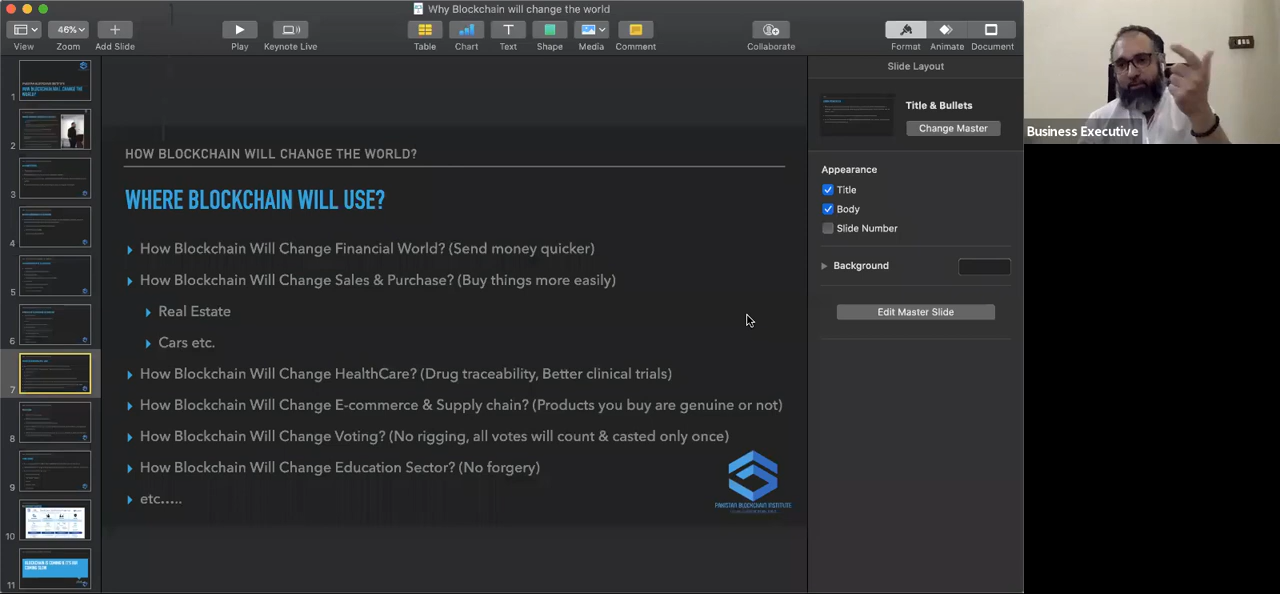 Why Blockchain will change the world
46%
View
Zoom
Add Slide
Play
Keynote Live
Table
Chart
Text
Shape
Media
Comment
Collaborate
Format
Animate
Document
Slide Layout
Title & Bullets
Change Master
Appearance
Title
Body
Slide Number
Background
Edit Master Slide
Business Executive
1
2
3
4
5
6
7
8
9
10
11
HOW BLOCKCHAIN WILL CHANGE THE WORLD?
WHERE BLOCKCHAIN WILL USE?
How Blockchain Will Change Financial World? (Send money quicker)
How Blockchain Will Change Sales & Purchase? (Buy things more easily)
Real Estate
Cars etc.
How Blockchain Will Change HealthCare? (Drug traceability, Better clinical trials)
How Blockchain Will Change E-commerce & Supply chain? (Products you buy are genuine or not)
How Blockchain Will Change Voting? (No rigging, all votes will count & casted only once)
How Blockchain Will Change Education Sector? (No forgery)
etc.....
PAKISTAN BLOCKCHAIN INSTITUTE